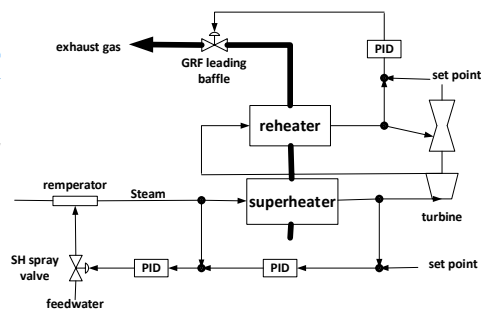 PID
exhaust gas
GRF leading
baffle
set point
reheater
remperator
Steam
superheater
turbine
SH spray
valve
PID
PID
set point
feedwater